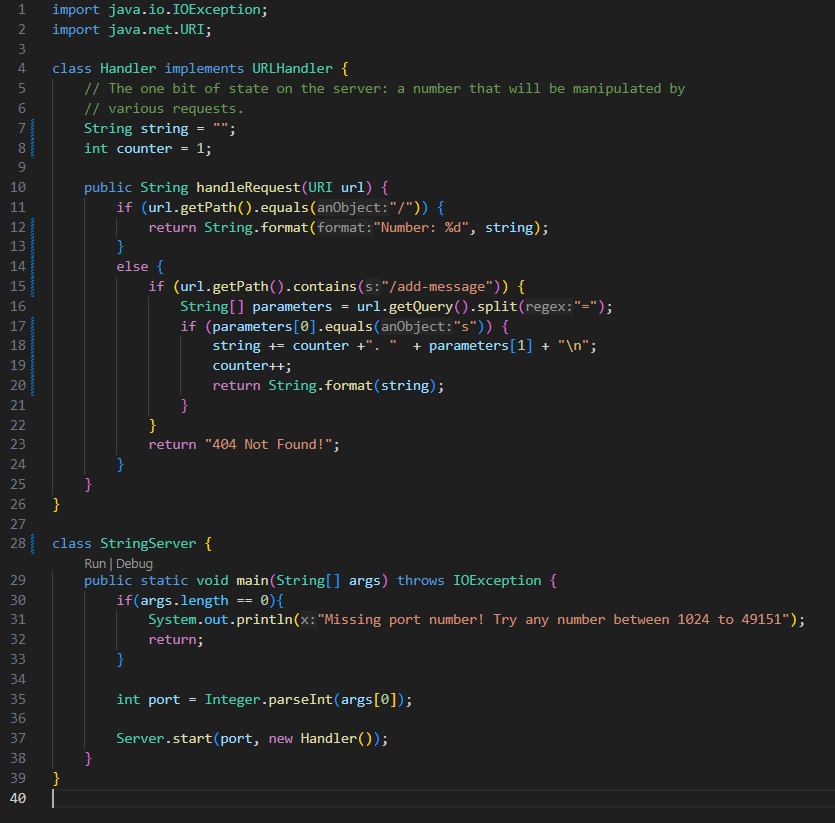 1 import java.io.IOException;
2 import java.net.URI;
3
4 class Handler implements URLHandler {
5     // The one bit of state on the server: a number that will be manipulated by
6     // various requests.
7     String string = "";
8     int counter = 1;
9
10     public String handleRequest(URI url) {
11         if (url.getPath().equals(anObject:"/")) {
12             return String.format(format:"Number: %d", string);
13         }
14         else {
15             if (url.getPath().contains(s:"/add-message")) {
16                 String[] parameters = url.getQuery().split(regex:"=");
17                 if (parameters[0].equals(anObject:"s")) {
18                     string += counter +". "  + parameters[1] + "\n";
19                     counter++;
20                     return String.format(string);
21                 }
22             }
23             return "404 Not Found!";
24         }
25     }
26 }
27
28 class StringServer {
Run | Debug
29     public static void main(String[] args) throws IOException {
30         if(args.length == 0){
31             System.out.println(x:"Missing port number! Try any number between 1024 to 49151");
32             return;
33         }
34
35         int port = Integer.parseInt(args[0]);
36
37         Server.start(port, new Handler());
38     }
39 }
40